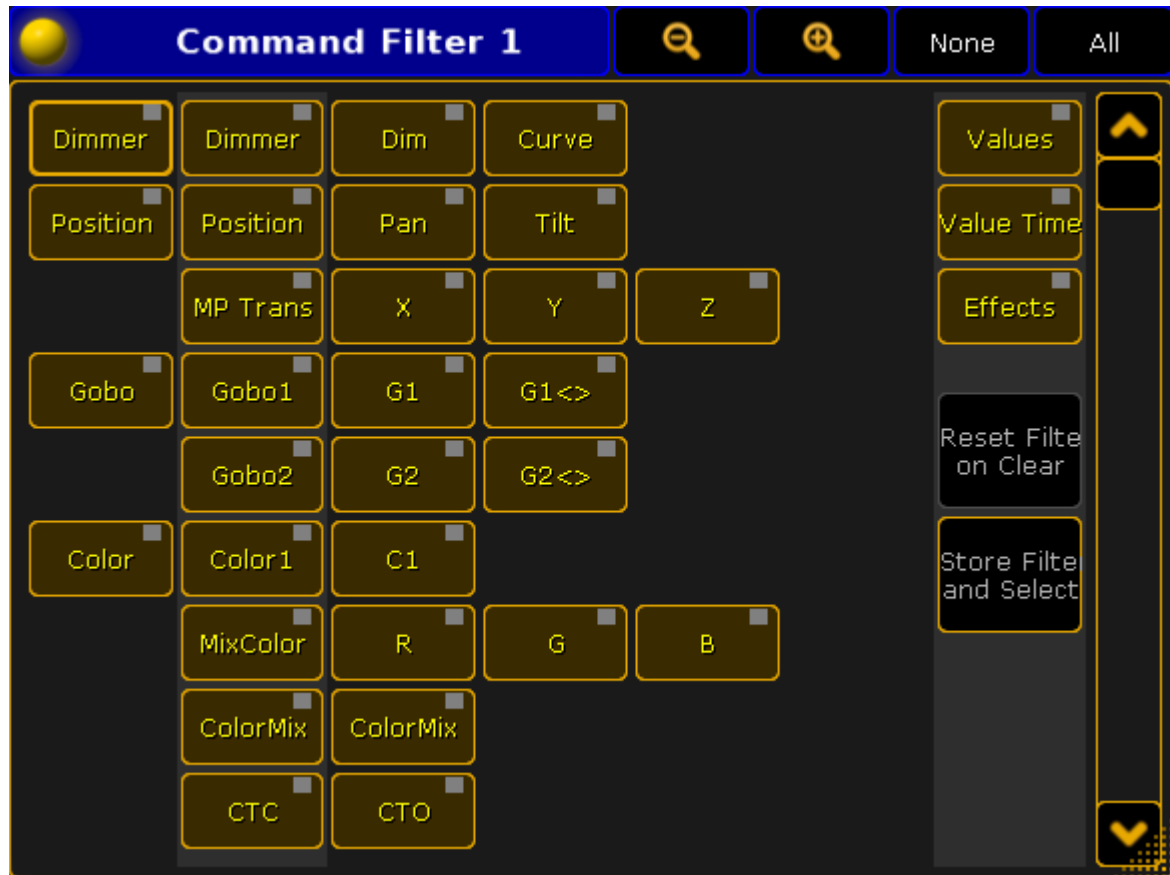 Command Filter 1 None All
Dimmer Dimmer Dim Curve Values
Position Position Pan Tilt Value Time
MP Trans X Y Z Effects
Gobo Gobo1 G1 G1<>
Reset Filte
on Clear
Gobo2 G2 G2<>
Color Color1 C1
Store Filte
and Select
MixColor R G B
ColorMix ColorMix
CTC CTO